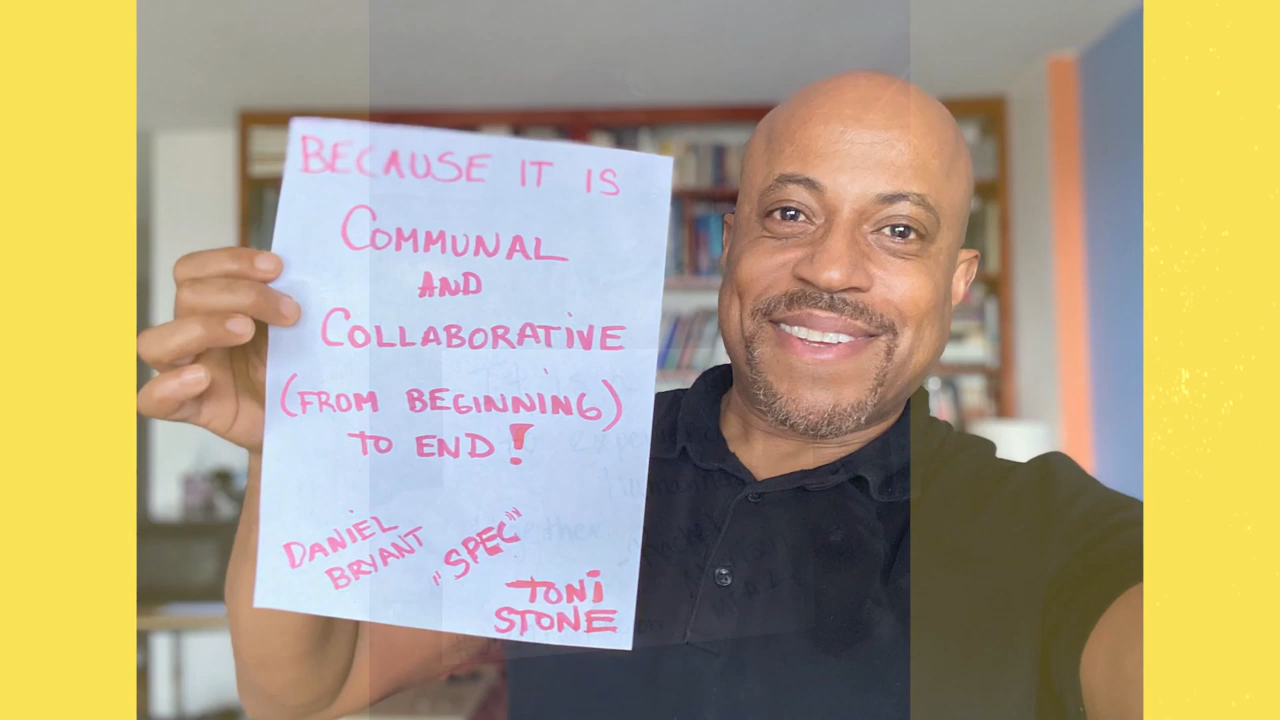 BECAUSE IT IS
COMMUNAL
AND
COLLABORATIVE
(FROM BEGINNING)
TO END!
DANIEL
BRYANT
"SPEC"
TONI
STONE